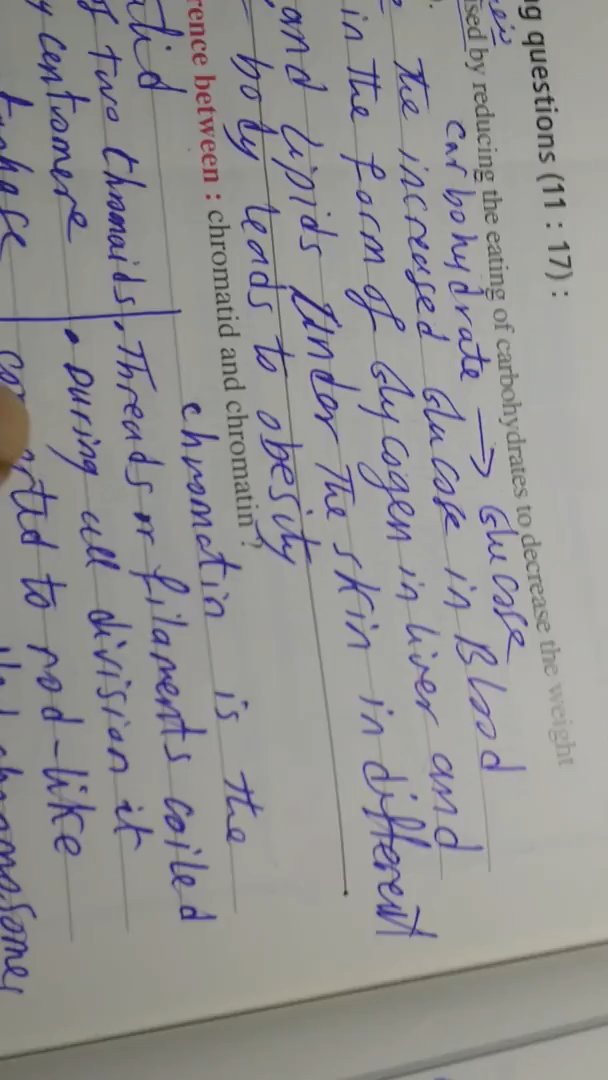 ng questions (11 : 17) :
ised by reducing the eating of carbohydrates to decrease the weight
carbohydrate → Glucose
the increased Glucose in Blood
in the form of Glycogen in liver and
and lipids under The skin in different
body leads to obesity
rence between : chromatid and chromatin ?
tid chromatin is the
of two chromaids . Threads or filaments coiled
y centromere . During cell division it
rted to rod-like